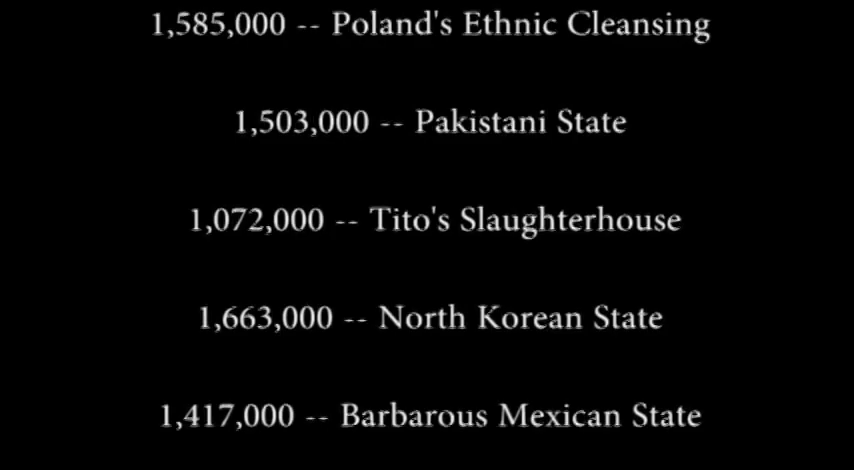 1,585,000 -- Poland's Ethnic Cleansing
1,503,000 -- Pakistani State
1,072,000 -- Tito's Slaughterhouse
1,663,000 -- North Korean State
1,417,000 -- Barbarous Mexican State